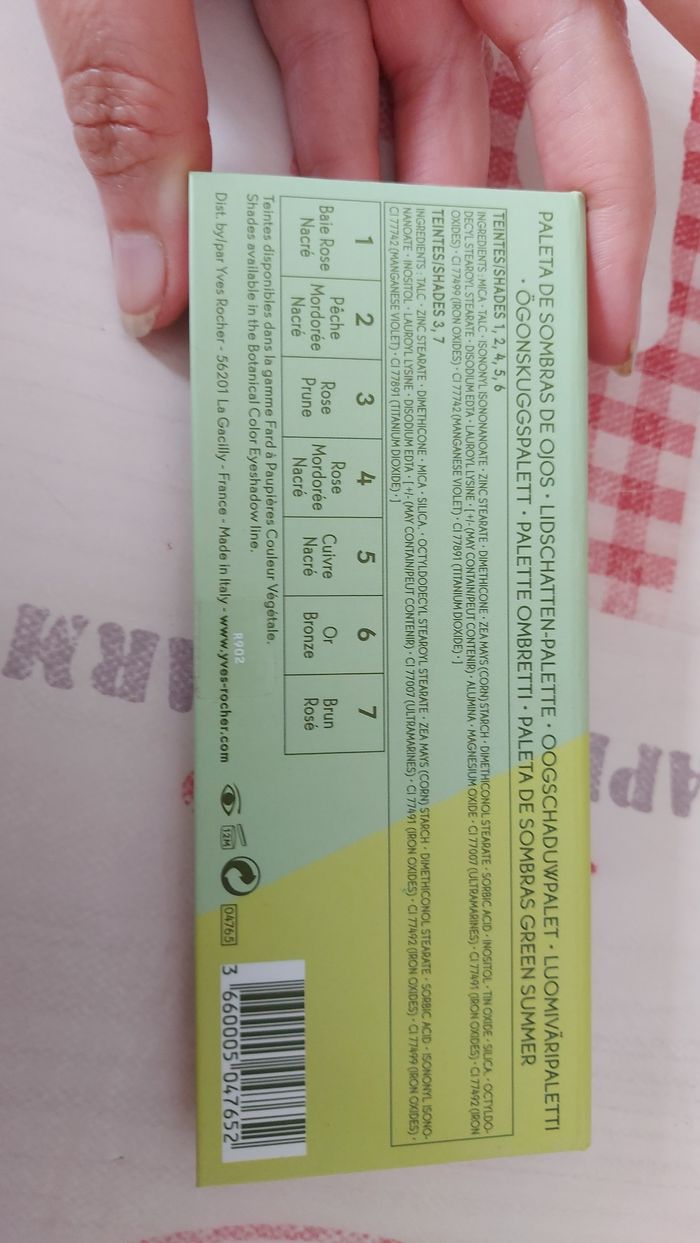 PALETA DE SOMBRAS DE OJOS • LIDSCHATTEN-PALETTE • OOGSCHADUWPALET • LUOMIVÄRIPALETTI
• ÖGONSKUGGSPALETT • PALETTE OMBRETTI • PALETA DE SOMBRAS GREEN SUMMER
TEINTES/SHADES 1, 2, 4, 5, 6
INGREDIENTS : MICA • TALC • ISONONYL ISONONANOATE • ZINC STEARATE • DIMETHICONE • ZEA MAYS (CORN) STARCH • DIMETHICONOL STEARATE • SORBIC ACID • INOSITOL • TIN OXIDE • SILICA. • OCTYLDO-
DECYL STEAROYL STEARATE • DISODIUM EDTA • LAUROYL LYSINE • [ +/- (MAY CONTAIN/PEUT CONTENIR) • ALUMINA • MAGNESIUM OXIDE • CI 77007 (ULTRAMARINES) • CI 77491 (IRON OXIDES) • CI 77492 (IRON
OXIDES) • CI 77499 (IRON OXIDES) • CI 77742 (MANGANESE VIOLET) • CI 77891 (TITANIUM DIOXIDE) • ]
TEINTES/SHADES 3, 7
INGREDIENTS : TALC • ZINC STEARATE • DIMETHICONE • MICA • SILICA. • OCTYLDODECYL STEAROYL STEARATE • ZEA MAYS (CORN) STARCH • DIMETHICONOL STEARATE • SORBIC ACID • ISONONYL ISONO-
NANOATE • INOSITOL • LAUROYL LYSINE • DISODIUM EDTA • [ +/- (MAY CONTAIN/PEUT CONTENIR) • CI 77007 (ULTRAMARINES) • CI 77491 (IRON OXIDES) • CI 77492 (IRON OXIDES) • CI 77499 (IRON OXIDES) •
CI 77742 (MANGANESE VIOLET) • CI 77891 (TITANIUM DIOXIDE) • ]
1 2 3 4 5 6 7
Baie Rose Nacré
Pêche Mordorée Nacré
Rose Prune
Rose Mordorée Nacré
Cuivre Nacré
Or Bronze
Brun Rosé
Teintes disponibles dans la gamme Fard à Paupières Couleur Végétale.
Shades available in the Botanical Color Eyeshadow line.
R902
Dist. by/par Yves Rocher - 56201 La Gacilly - France - Made in Italy - www.yves-rocher.com
12M
04765
3 660005 047652